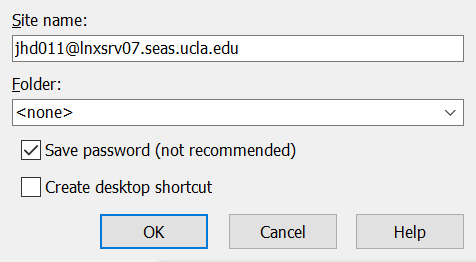 Site name:
jhd011@lnxsrv07.seas.ucla.edu
Folder:
<none>
Save password (not recommended)
Create desktop shortcut
OK Cancel Help